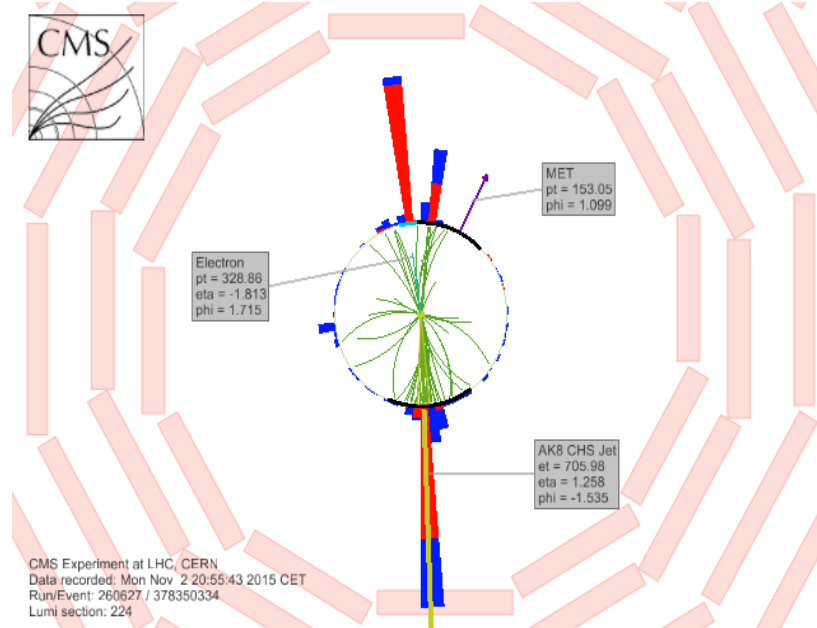 CMS
MET
pt = 153.05
phi = 1.099
Electron
pt = 328.86
eta = -1.813
phi = 1.715
AK8 CHS Jet
et = 705.98
eta = 1.258
phi = -1.535
CMS Experiment at LHC, CERN
Data recorded: Mon Nov 2 20:55:43 2015 CET
Run/Event: 260627 / 378350334
Lumi section: 224